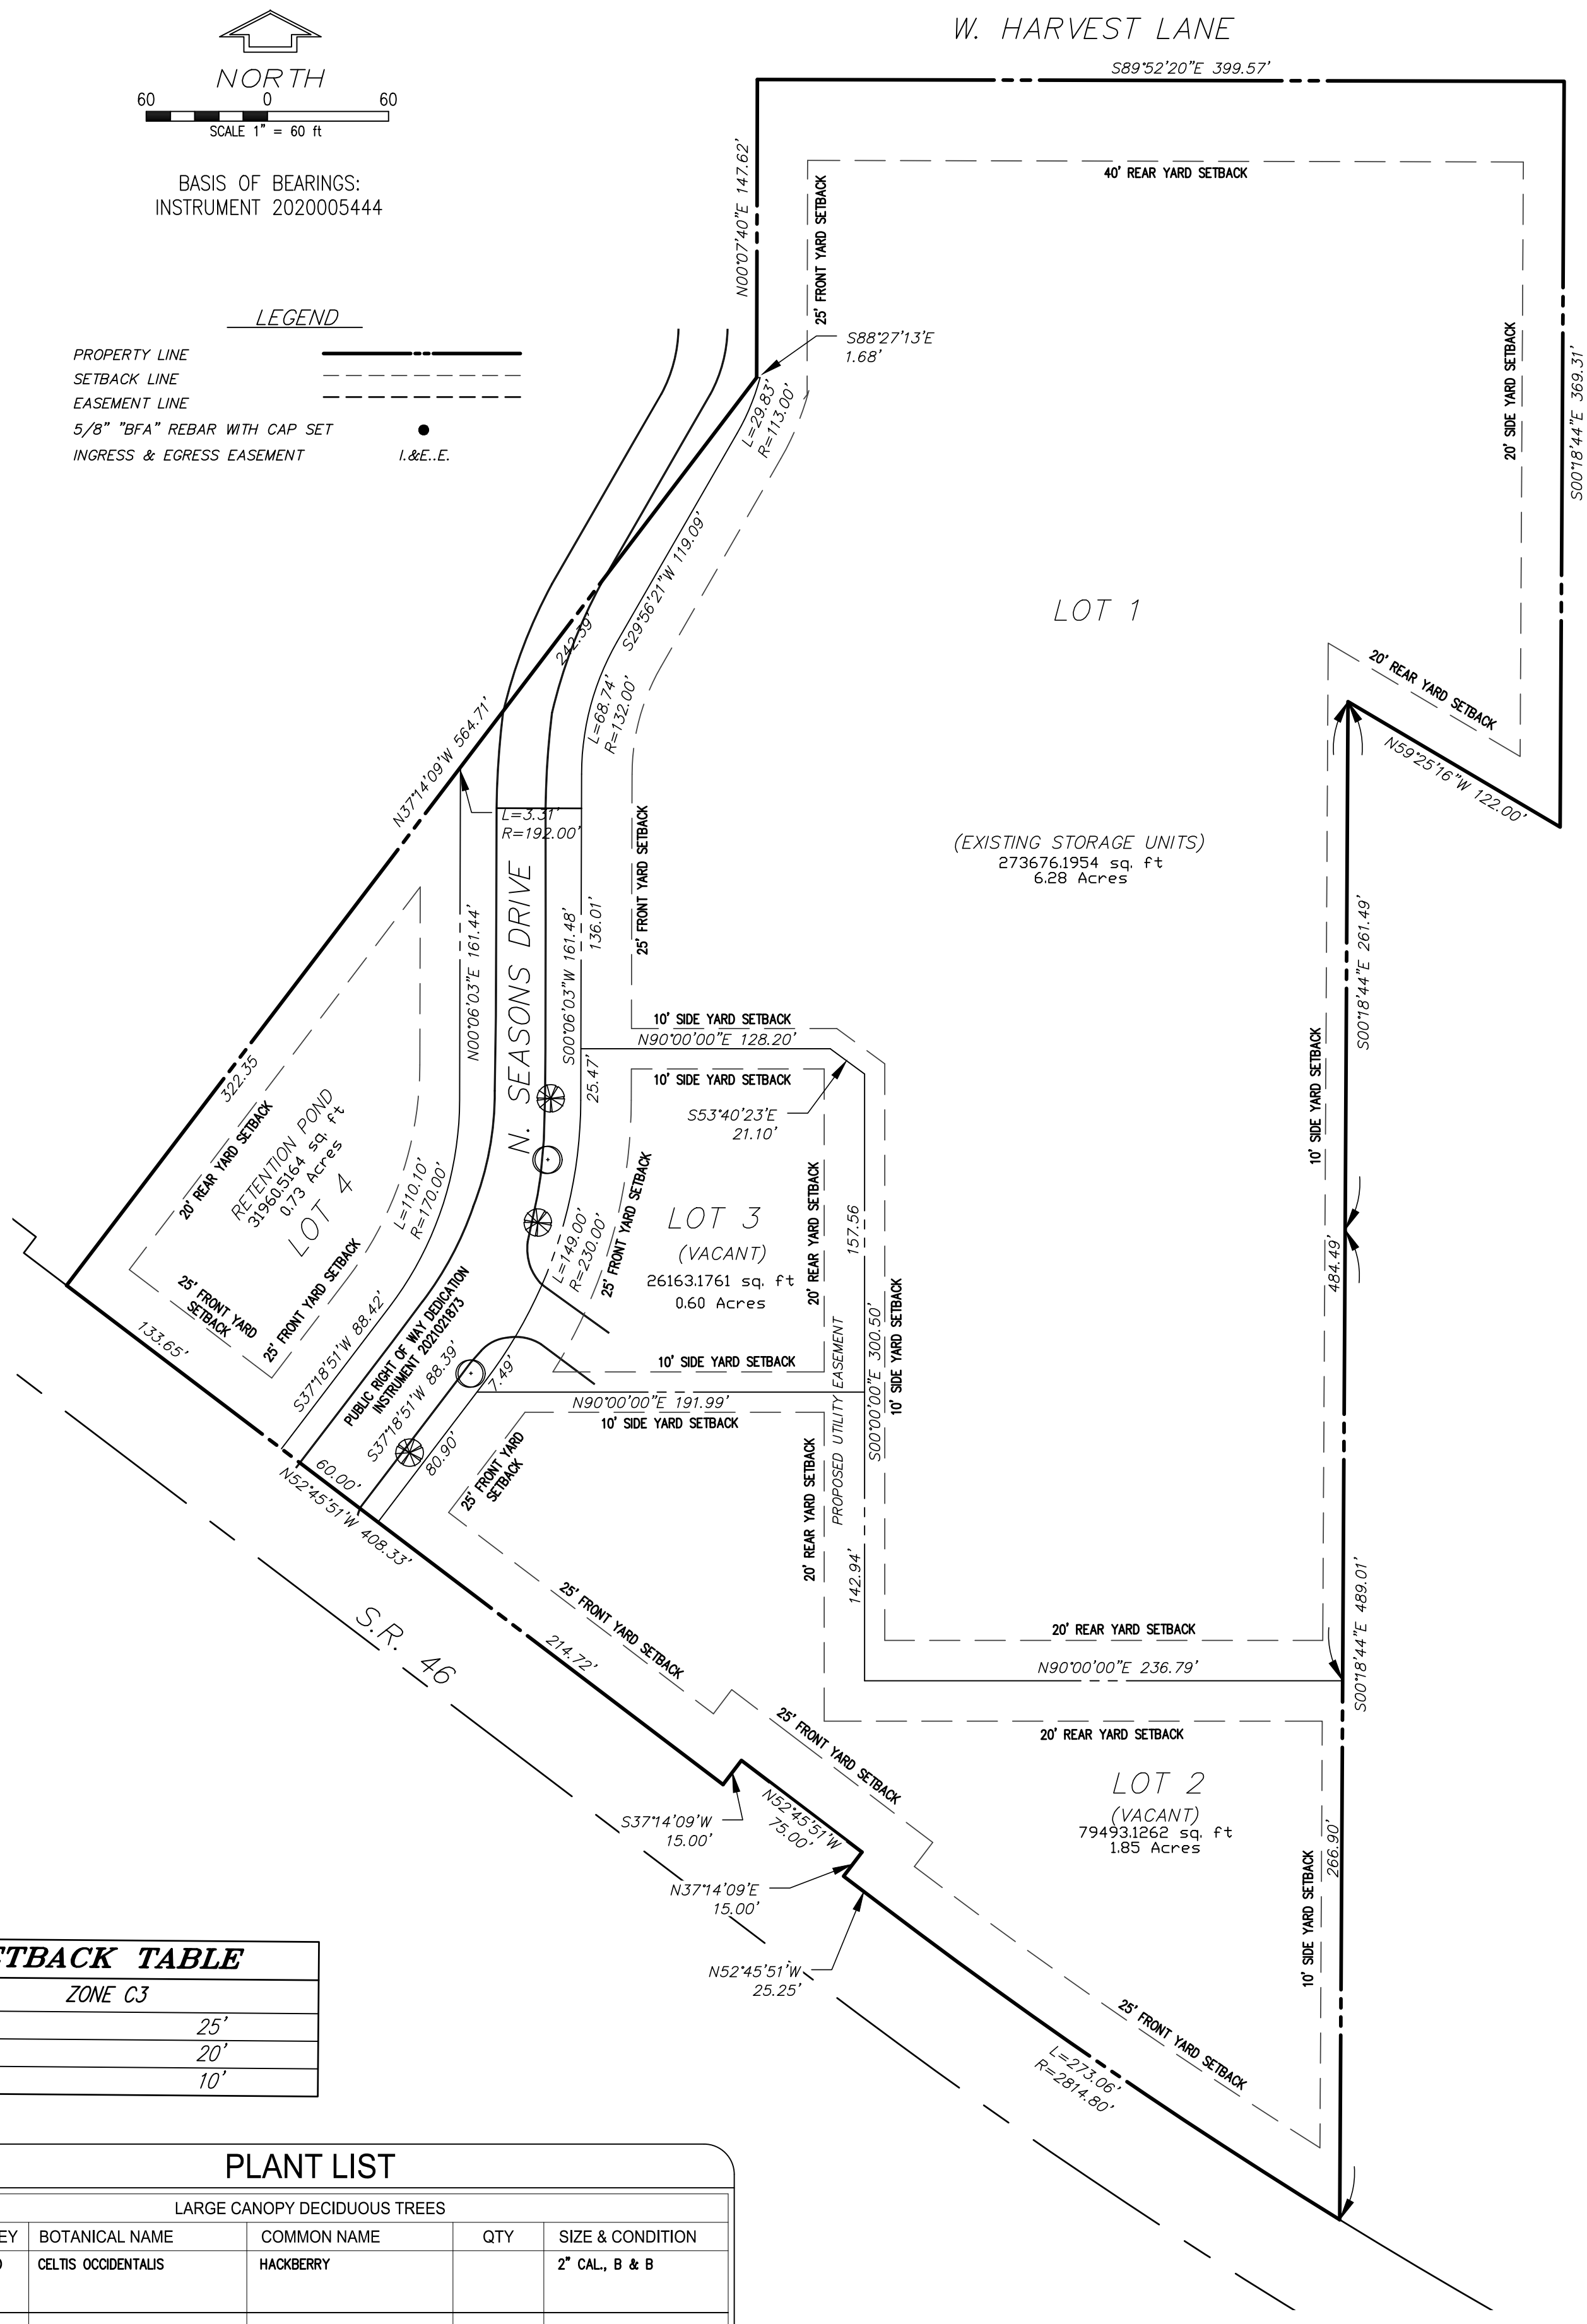 W. HARVEST LANE
S89°52'20"E 399.57'
NORTH
60 0 60
SCALE 1" = 60 ft
BASIS OF BEARINGS:
INSTRUMENT 2020005444
LEGEND
PROPERTY LINE
SETBACK LINE
EASEMENT LINE
5/8" "BFA" REBAR WITH CAP SET
INGRESS & EGRESS EASEMENT I.&E..E.
N00°07'40"E 147.62'
25' FRONT YARD SETBACK
40' REAR YARD SETBACK
20' SIDE YARD SETBACK
S00°18'44"E 369.31'
S88°27'13'E
1.68'
L=29.83'
R=113.00'
S29°56'21"W 119.09'
242.39'
L=68.74'
R=132.00'
N37°14'09'W 564.71'
LOT 1
20' REAR YARD SETBACK
N59°25'16"W 122.00'
(EXISTING STORAGE UNITS)
273676.1954 sq. ft
6.28 Acres
L=3.31'
R=192.00'
25' FRONT YARD SETBACK
N00°06'03"E 161.44'
N. SEASONS DRIVE
S00°06'03"W 161.48'
136.01'
25.47'
S00°18'44"E 261.49'
10' SIDE YARD SETBACK
10' SIDE YARD SETBACK
N90°00'00"E 128.20'
10' SIDE YARD SETBACK
S53°40'23'E
21.10'
322.35
20' REAR YARD SETBACK
RETENTION POND
31960.5164 sq. ft
0.73 Acres
LOT 4
L=110.10'
R=170.00'
25' FRONT YARD SETBACK
25' FRONT YARD
SETBACK
133.65'
S37°18'51'W 88.42'
PUBLIC RIGHT OF WAY DEDICATION
INSTRUMENT 2021021873
S37°18'51'W 88.39'
7.49'
80.90'
L=149.00'
R=230.00'
25' FRONT YARD SETBACK
LOT 3
(VACANT)
26163.1761 sq. ft
0.60 Acres
20' REAR YARD SETBACK
157.56
S00°00'00"E 300.50'
10' SIDE YARD SETBACK
484.49'
10' SIDE YARD SETBACK
N90°00'00"E 191.99'
10' SIDE YARD SETBACK
PROPOSED UTILITY EASEMENT
25' FRONT YARD
SETBACK
20' REAR YARD SETBACK
142.94'
60.00'
N52°45'51'W 408.33'
S.R. 46
25' FRONT YARD SETBACK
214.72'
20' REAR YARD SETBACK
N90°00'00"E 236.79'
S00°18'44"E 489.01'
20' REAR YARD SETBACK
25' FRONT YARD SETBACK
LOT 2
(VACANT)
79493.1262 sq. ft
1.85 Acres
S37°14'09'W
15.00'
N52°45'51'W
75.00'
N37°14'09'E
15.00'
N52°45'51'W
25.25'
266.90'
10' SIDE YARD SETBACK
25' FRONT YARD SETBACK
L=273.06'
R=2814.80'
ETBACK TABLE
ZONE C3
25'
20'
10'
PLANT LIST
LARGE CANOPY DECIDUOUS TREES
EY BOTANICAL NAME COMMON NAME QTY SIZE & CONDITION
CELTIS OCCIDENTALIS HACKBERRY 2" CAL., B & B